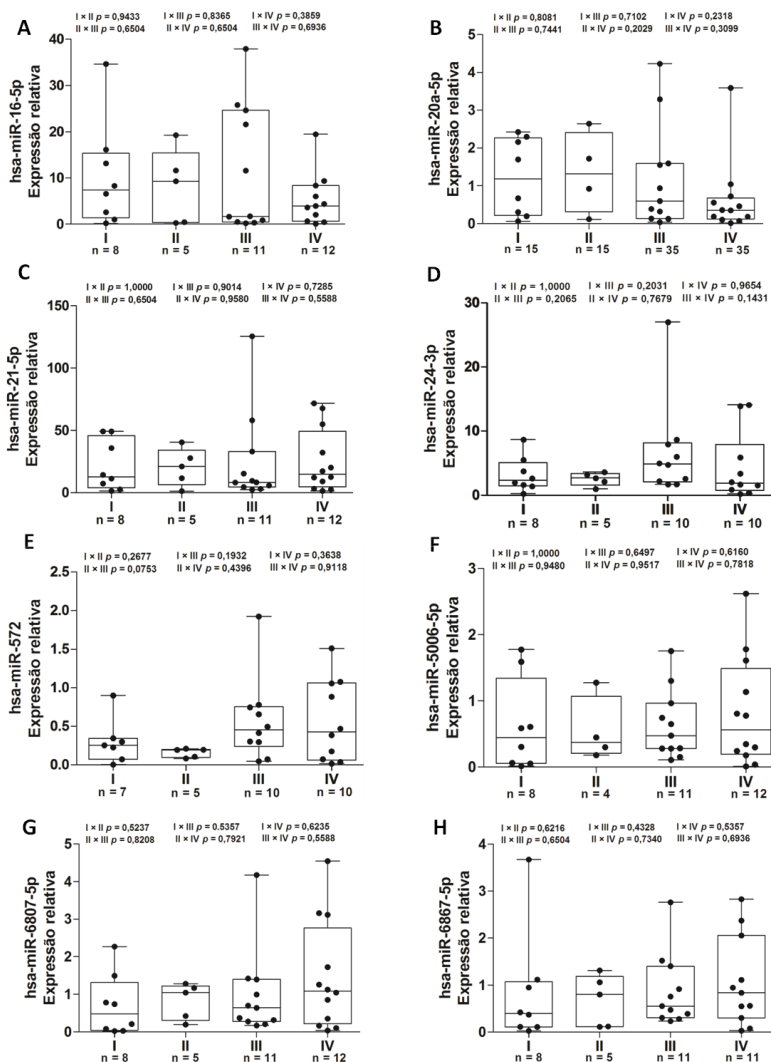 A
I × II p = 0,9433 I × III p = 0,8365 I × IV p = 0,3859
II × III p = 0,6504 II × IV p = 0,6504 III × IV p = 0,6936
hsa-miR-16-5p
Expressão relativa
40
30
20
10
0
I II III IV
n = 8 n = 5 n = 11 n = 12
B
I × II p = 0,8081 I × III p = 0,7102 I × IV p = 0,2318
II × III p = 0,7441 II × IV p = 0,2029 III × IV p = 0,3099
hsa-miR-20a-5p
Expressão relativa
5
4
3
2
1
0
I II III IV
n = 15 n = 15 n = 35 n = 35
C
I × II p = 1,0000 I × III p = 0,9014 I × IV p = 0,7285
II × III p = 0,6504 II × IV p = 0,9580 III × IV p = 0,5588
hsa-miR-21-5p
Expressão relativa
150
100
50
0
I II III IV
n = 8 n = 5 n = 11 n = 12
D
I × II p = 1,0000 I × III p = 0,2031 I × IV p = 0,9654
II × III p = 0,2065 II × IV p = 0,7679 III × IV p = 0,1431
hsa-miR-24-3p
Expressão relativa
30
20
10
0
I II III IV
n = 8 n = 5 n = 10 n = 10
E
I × II p = 0,2677 I × III p = 0,1932 I × IV p = 0,3638
II × III p = 0,0753 II × IV p = 0,4396 III × IV p = 0,9118
hsa-miR-572
Expressão relativa
2.5
2.0
1.5
1.0
0.5
0.0
I II III IV
n = 7 n = 5 n = 10 n = 10
F
I × II p = 1,0000 I × III p = 0,6497 I × IV p = 0,6160
II × III p = 0,9480 II × IV p = 0,9517 III × IV p = 0,7818
hsa-miR-5006-5p
Expressão relativa
3
2
1
0
I II III IV
n = 8 n = 4 n = 11 n = 12
G
I × II p = 0,5237 I × III p = 0,5357 I × IV p = 0,6235
II × III p = 0,8208 II × IV p = 0,7921 III × IV p = 0,5588
hsa-miR-6807-5p
Expressão relativa
5
4
3
2
1
0
I II III IV
n = 8 n = 5 n = 11 n = 12
H
I × II p = 0,6216 I × III p = 0,4328 I × IV p = 0,5357
II × III p = 0,6504 II × IV p = 0,7340 III × IV p = 0,6936
hsa-miR-6867-5p
Expressão relativa
4
3
2
1
0
I II III IV
n = 8 n = 5 n = 11 n = 11